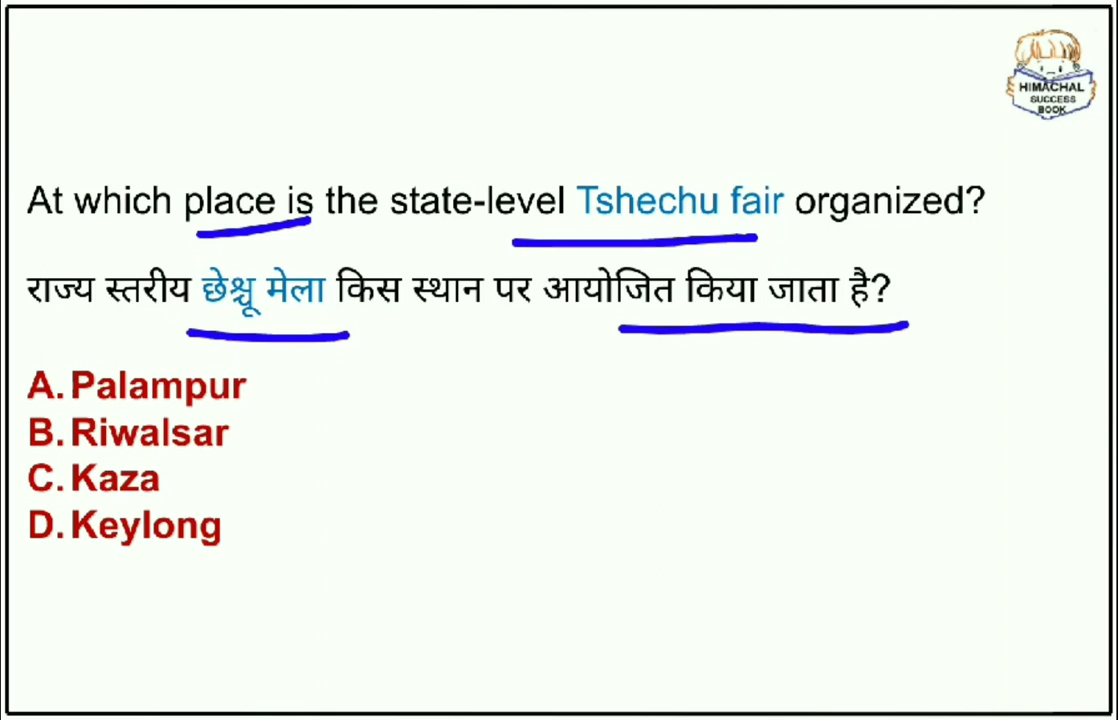 HIMACHAL
SUCCESS
BOOK
At which place is the state-level Tshechu fair organized?
राज्य स्तरीय छेश्चू मेला किस स्थान पर आयोजित किया जाता है?
A. Palampur
B. Riwalsar
C. Kaza
D. Keylong